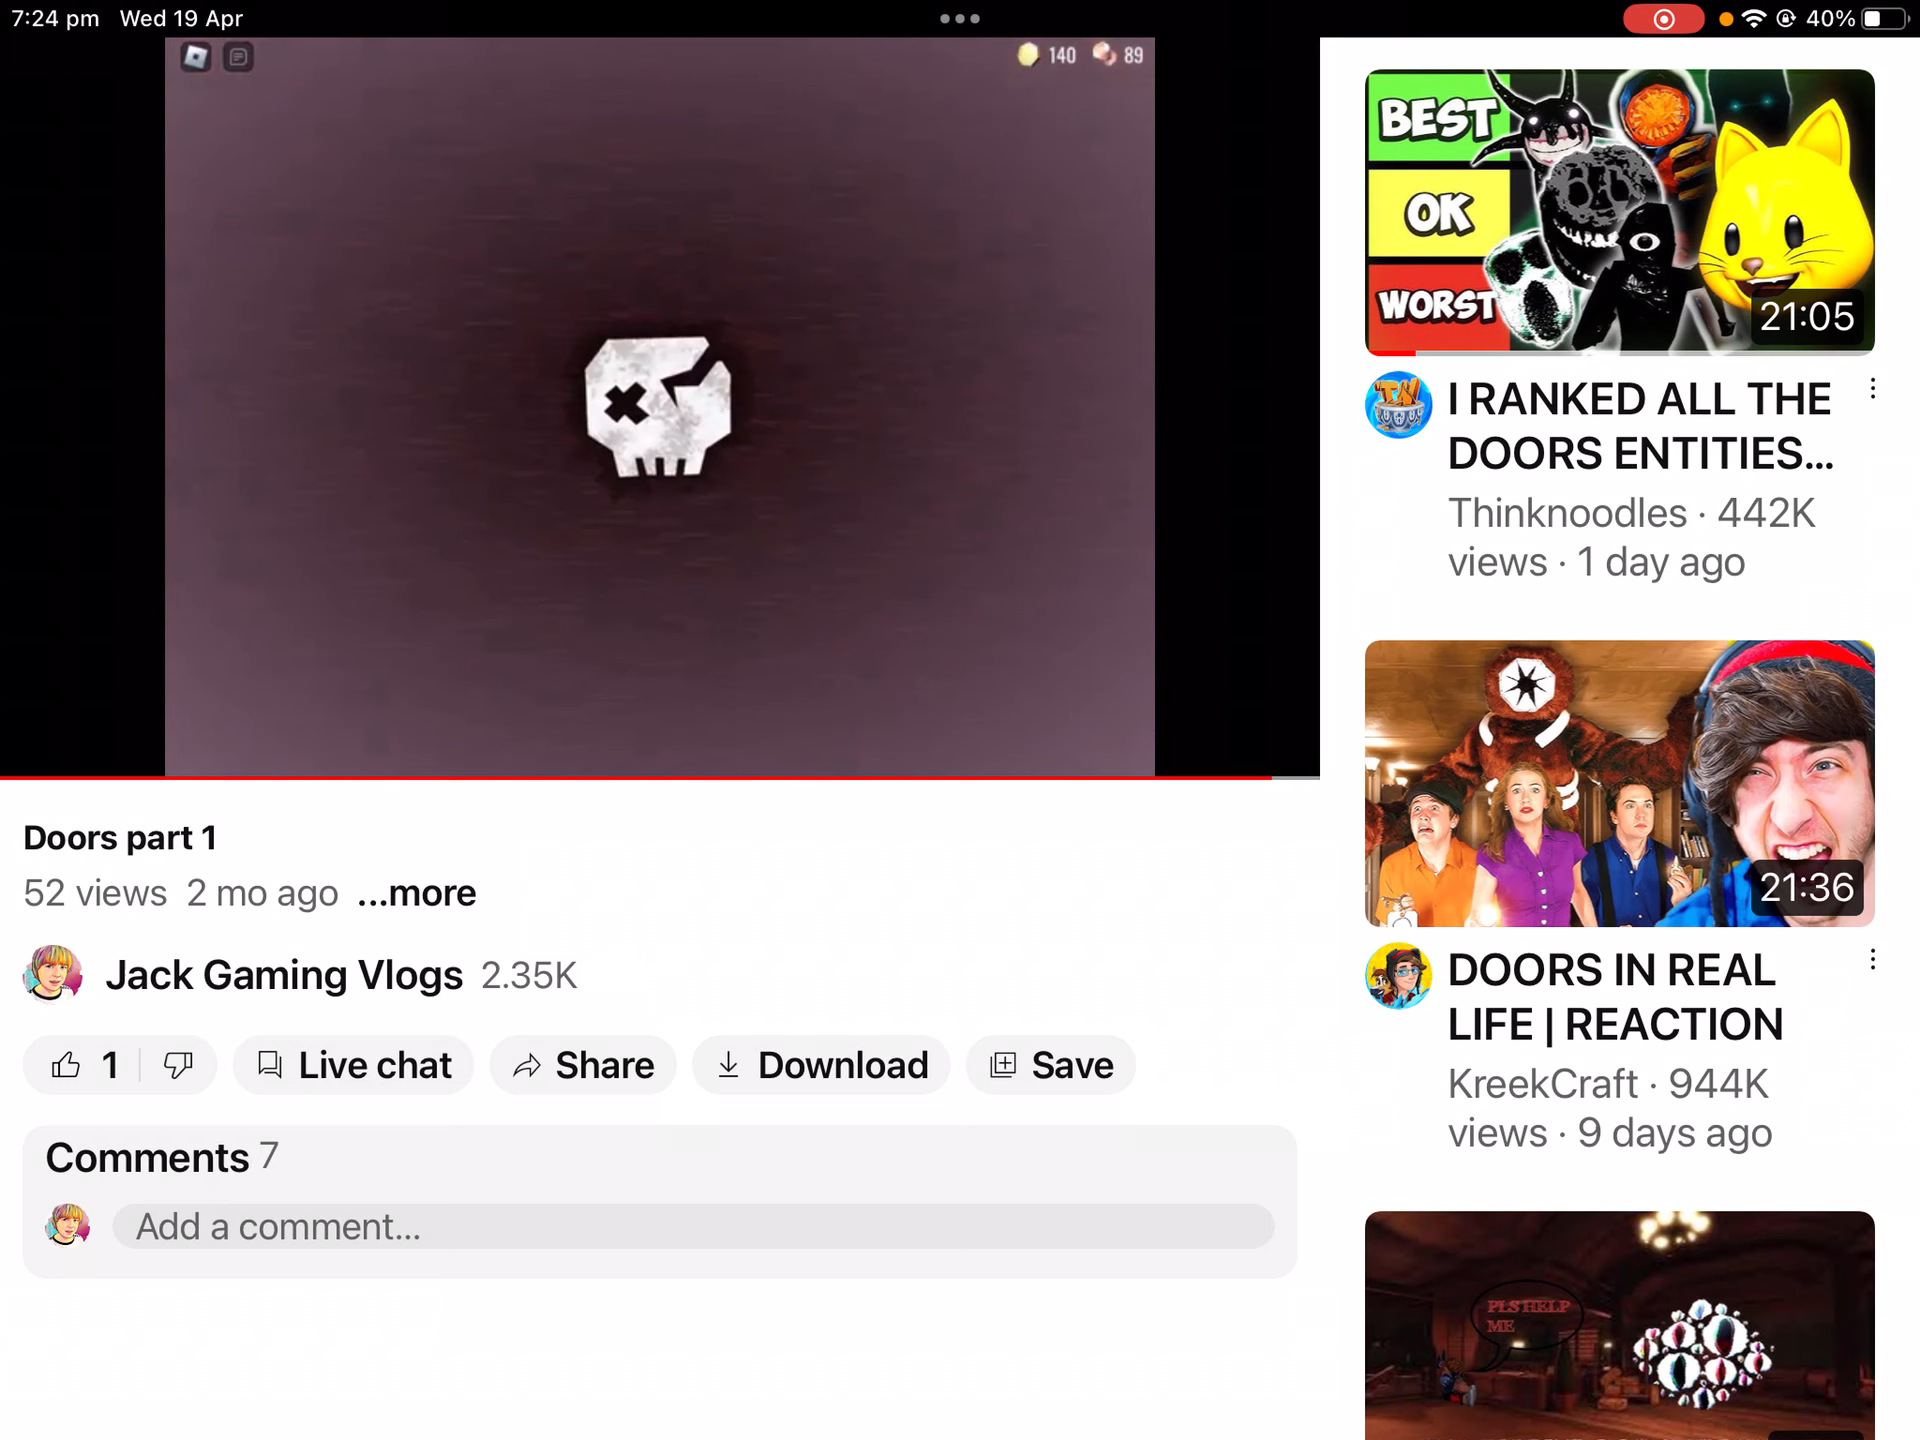 7:24 pm Wed 19 Apr
40%
140 89
Doors part 1
52 views 2 mo ago ...more
Jack Gaming Vlogs 2.35K
1
Live chat
Share
Download
Save
Comments 7
Add a comment...
BEST
OK
WORST
21:05
I RANKED ALL THE
DOORS ENTITIES...
Thinknoodles · 442K
views · 1 day ago
21:36
DOORS IN REAL
LIFE | REACTION
KreekCraft · 944K
views · 9 days ago
PLS HELP
ME